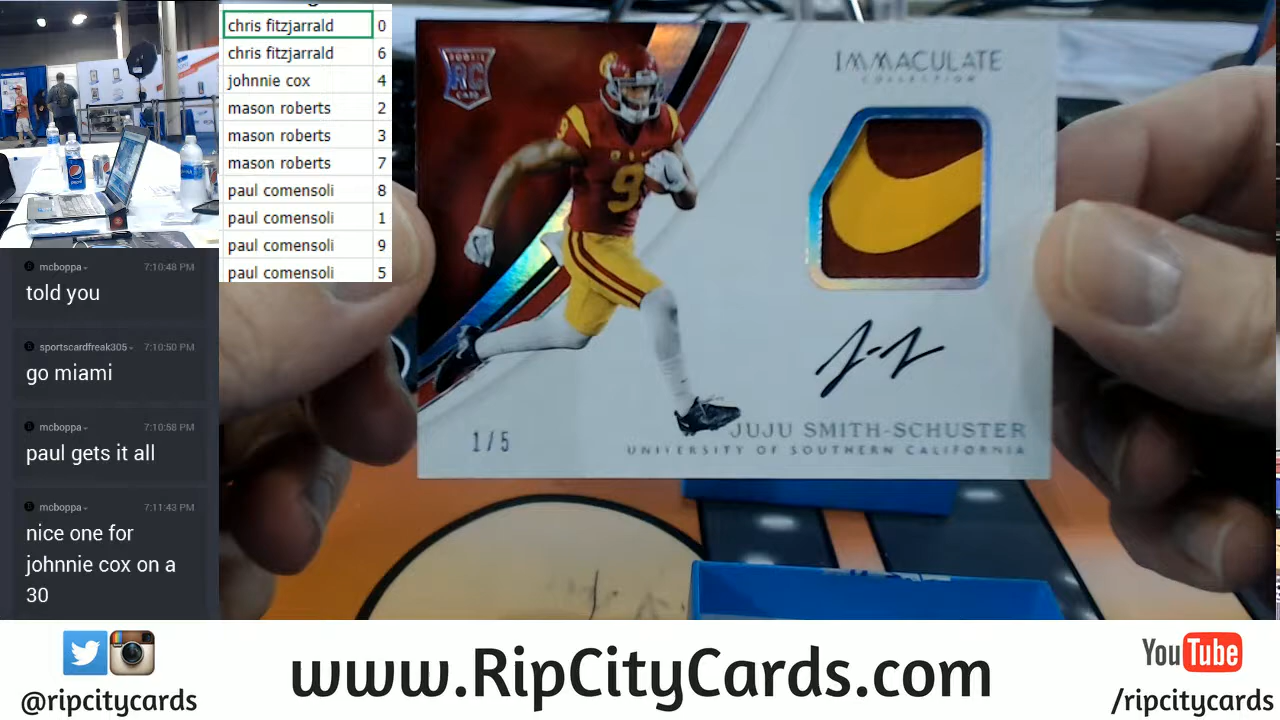 chris fitzjarrald 0
chris fitzjarrald 6
johnnie cox 4
mason roberts 2
mason roberts 3
mason roberts 7
paul comensoli 8
paul comensoli 1
paul comensoli 9
paul comensoli 5
mcboppa 7:10:48 PM
told you
sportscardfreak305 7:10:50 PM
go miami
mcboppa 7:10:58 PM
paul gets it all
mcboppa 7:11:43 PM
nice one for
johnnie cox on a
30
ROOKIE
RC
CARD
IMMACULATE
COLLECTION
9
1/5
JUJU SMITH-SCHUSTER
UNIVERSITY OF SOUTHERN CALIFORNIA
@ripcitycards
www.RipCityCards.com
YouTube
/ripcitycards